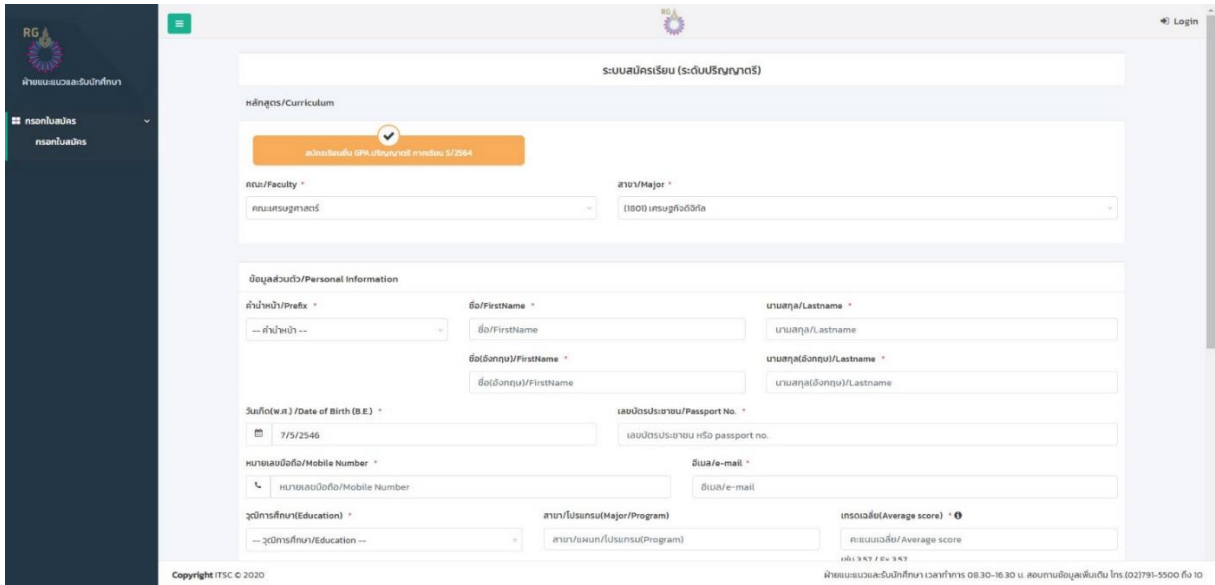 RG
ฝ่ายแนะแนวและรับนักศึกษา
กรอกใบสมัคร
กรอกใบสมัคร
RG
Login
ระบบสมัครเรียน (ระดับปริญญาตรี)
หลักสูตร/Curriculum
สมัครเรียนยื่น GPA ปริญญาตรี ภาคเรียน S/2564
คณะ/Faculty * สาขา/Major *
คณะเศรษฐศาสตร์ (1801) เศรษฐกิจดิจิทัล
ข้อมูลส่วนตัว/Personal Information
คำนำหน้า/Prefix * ชื่อ/FirstName * นามสกุล/Lastname *
-- คำนำหน้า -- ชื่อ/FirstName นามสกุล/Lastname
ชื่อ(อังกฤษ)/FirstName * นามสกุล(อังกฤษ)/Lastname *
ชื่อ(อังกฤษ)/FirstName นามสกุล(อังกฤษ)/Lastname
วันเกิด(พ.ศ.) /Date of Birth (B.E.) * เลขบัตรประชาชน/Passport No. *
7/5/2546 เลขบัตรประชาชน หรือ passport no.
หมายเลขมือถือ/Mobile Number * อีเมล/e-mail *
หมายเลขมือถือ/Mobile Number อีเมล/e-mail
วุฒิการศึกษา(Education) * สาขา/โปรแกรม(Major/Program) เกรดเฉลี่ย(Average score) *
-- วุฒิการศึกษา/Education -- สาขา/แผนก/โปรแกรม(Program) คะแนนเฉลี่ย/Average score
เช่น 3.57 / Ex 3.57
Copyright ITSC © 2020 ฝ่ายแนะแนวและรับนักศึกษา เวลาทำการ 08.30-16.30 น. สอบถามข้อมูลเพิ่มเติม โทร.(02)791-5500 ถึง 10